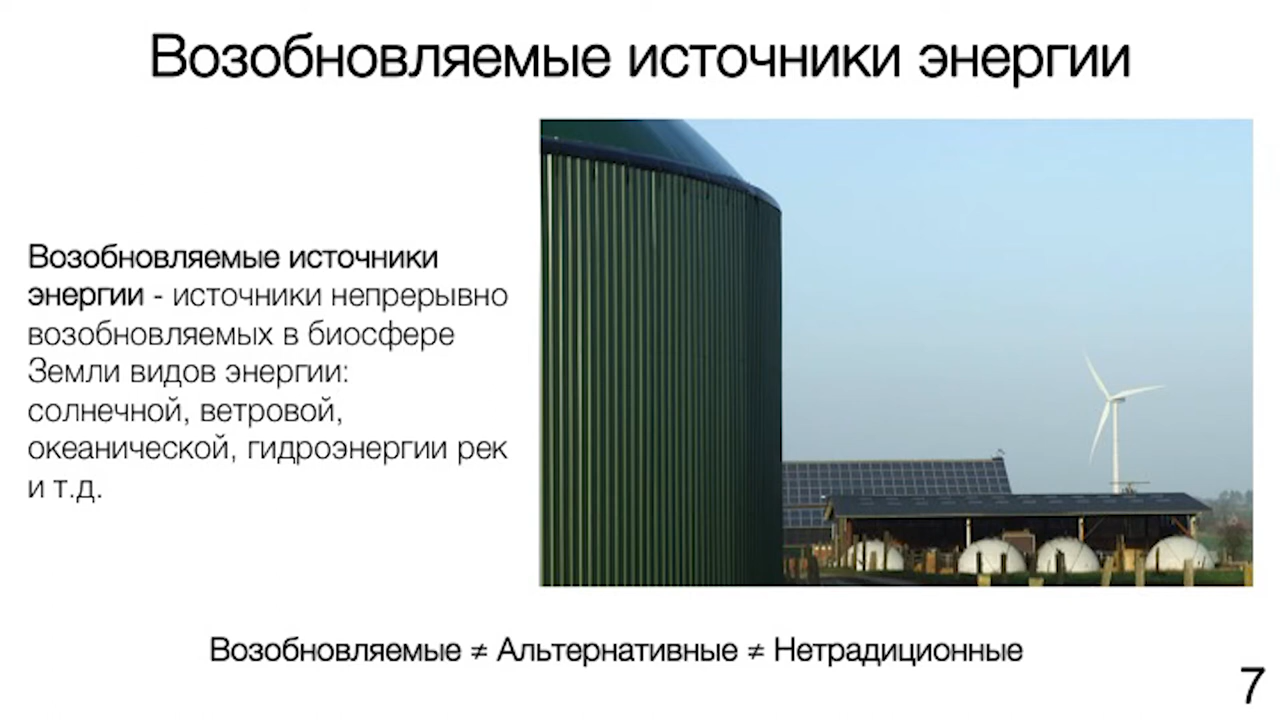 Возобновляемые источники энергии
Возобновляемые источники
энергии - источники непрерывно
возобновляемых в биосфере
Земли видов энергии:
солнечной, ветровой,
океанической, гидроэнергии рек
и т.д.
Возобновляемые ≠ Альтернативные ≠ Нетрадиционные
7